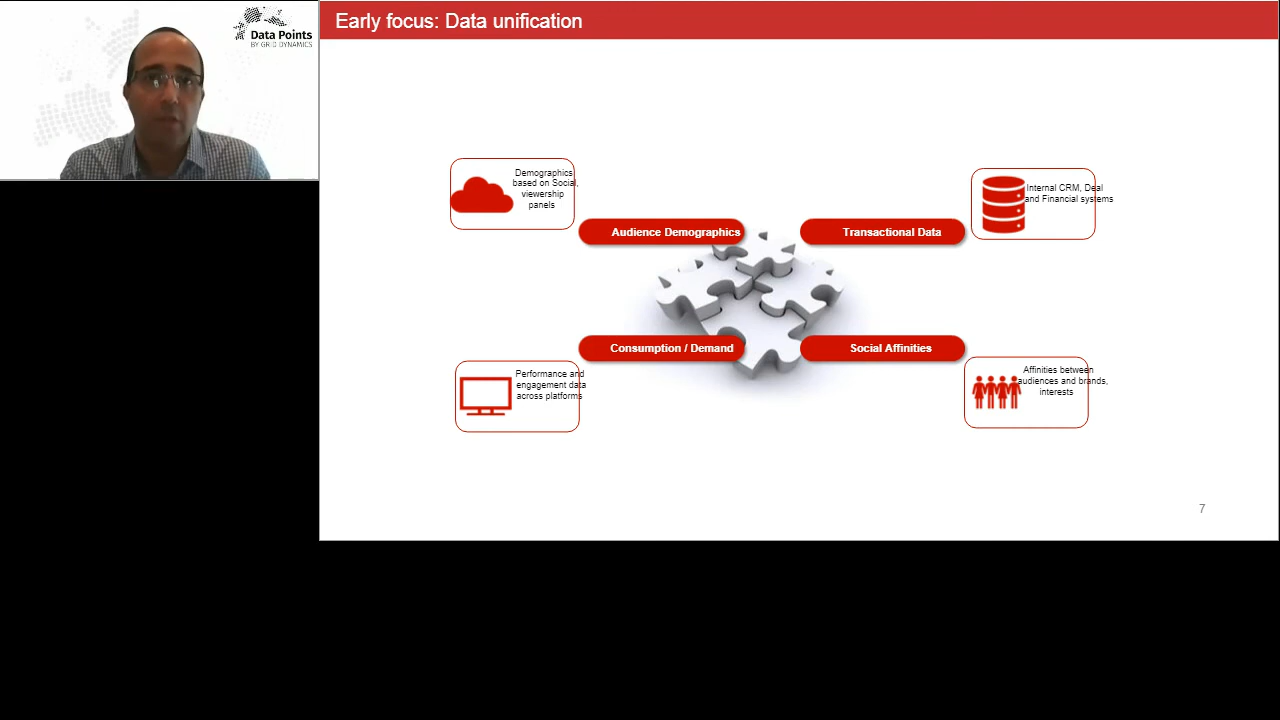 Data Points
BY GRID DYNAMICS
Early focus: Data unification
Demographics
based on Social,
viewership
panels
Audience Demographics
Transactional Data
Internal CRM, Deal
and Financial systems
Consumption / Demand
Social Affinities
Performance and
engagement data
across platforms
Affinities between
audiences and brands,
interests
7